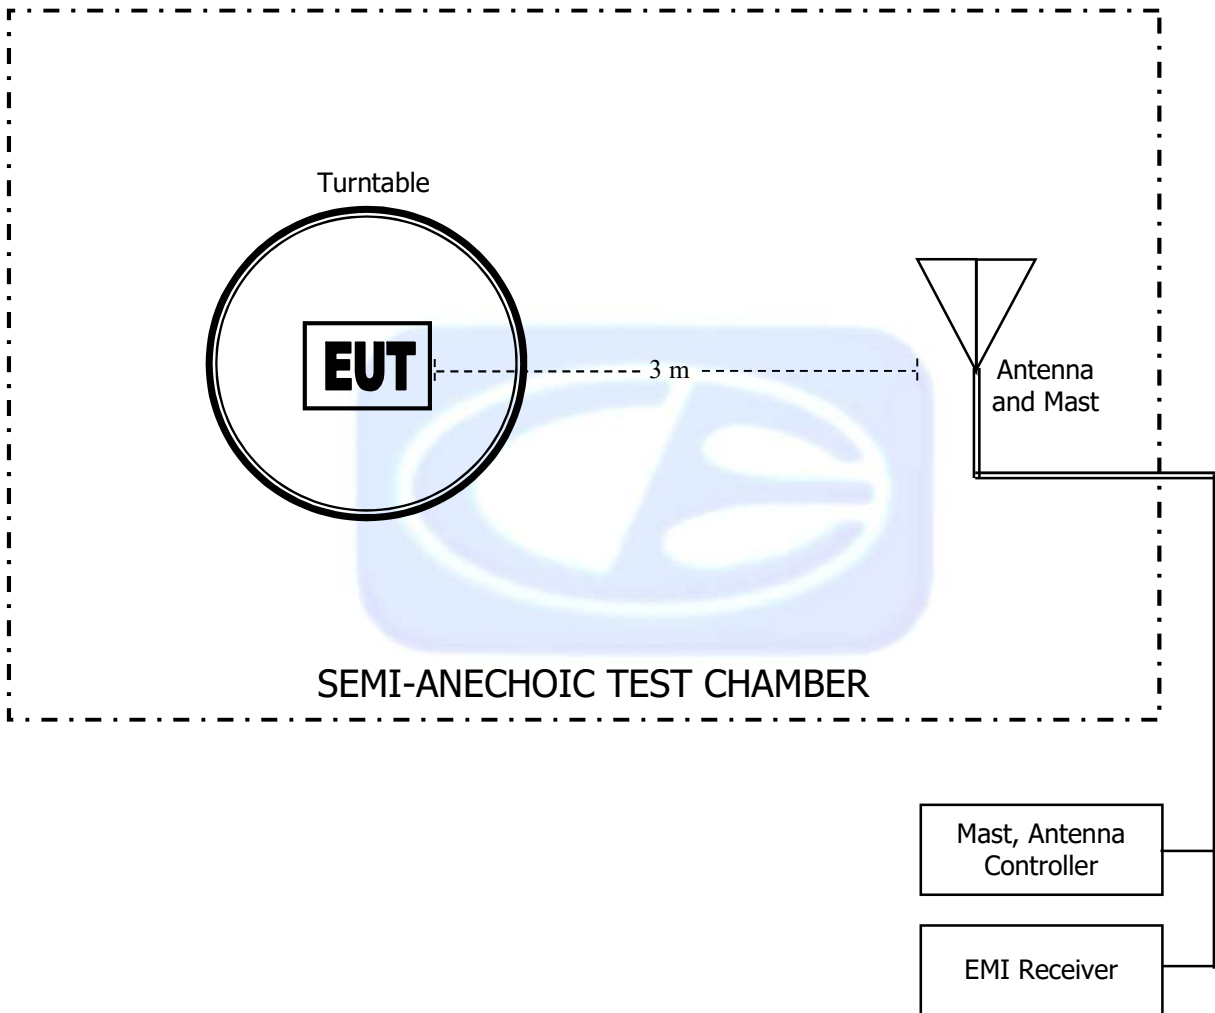 Turntable
EUT
3 m
Antenna
and Mast
SEMI-ANECHOIC TEST CHAMBER
Mast, Antenna
Controller
EMI Receiver